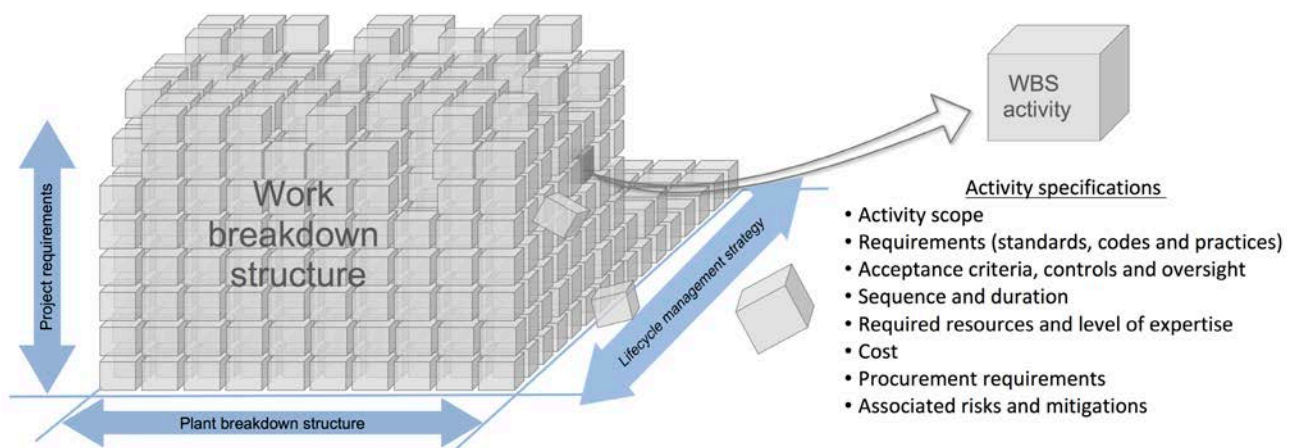 Work
breakdown
structure
Project requirements
Plant breakdown structure
Lifecycle management strategy
WBS
activity
Activity specifications
• Activity scope
• Requirements (standards, codes and practices)
• Acceptance criteria, controls and oversight
• Sequence and duration
• Required resources and level of expertise
• Cost
• Procurement requirements
• Associated risks and mitigations